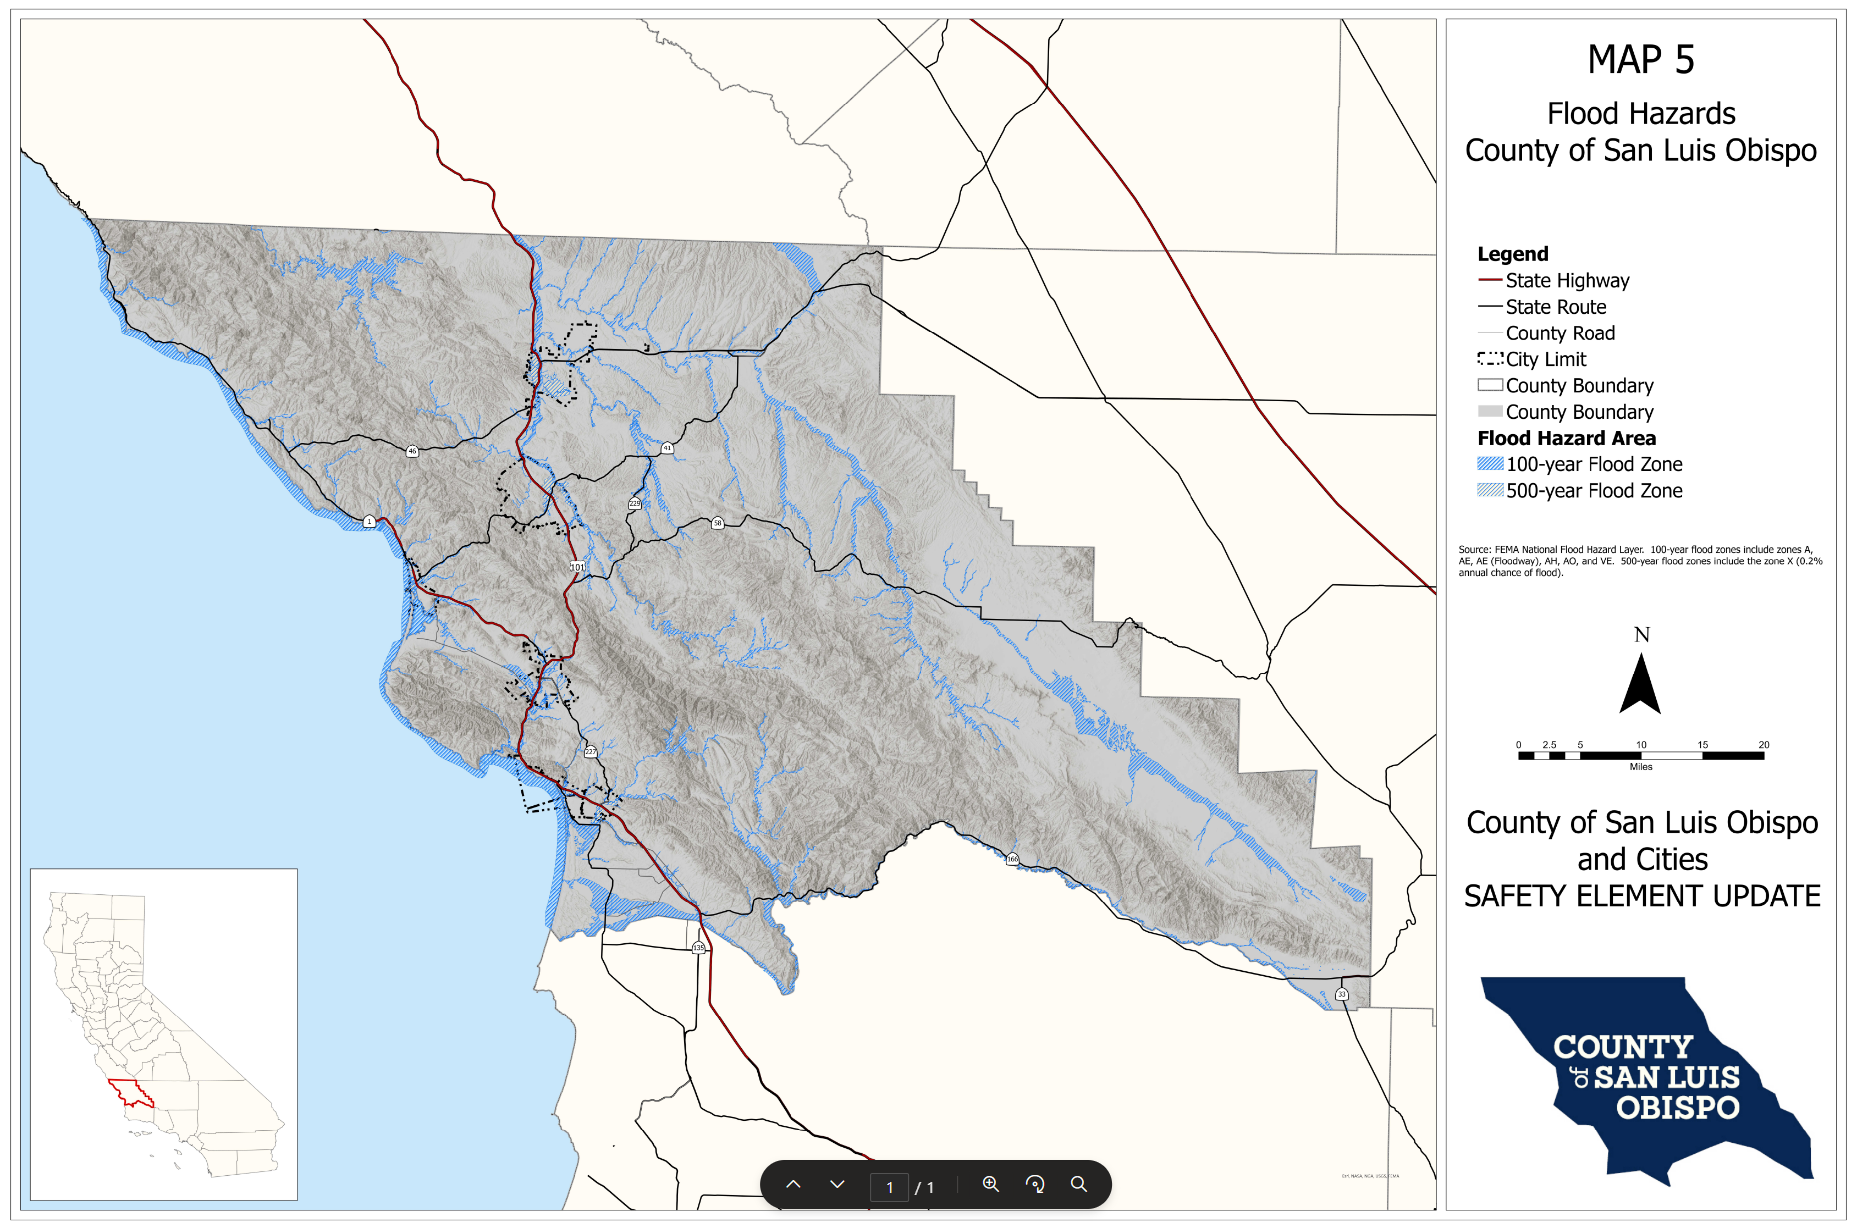 MAP 5
Flood Hazards
County of San Luis Obispo
Legend
State Highway
State Route
County Road
City Limit
County Boundary
County Boundary
Flood Hazard Area
100-year Flood Zone
500-year Flood Zone
Source: FEMA National Flood Hazard Layer. 100-year flood zones include zones A,
AE, AE (Floodway), AH, AO, and VE. 500-year flood zones include the zone X (0.2%
annual chance of flood).
N
0 2.5 5 10 15 20
Miles
County of San Luis Obispo
and Cities
SAFETY ELEMENT UPDATE
COUNTY
of SAN LUIS
OBISPO
46
41
229
58
1
101
227
166
135
33
Esri, NASA, NGA, USGS, FEMA
1 / 1